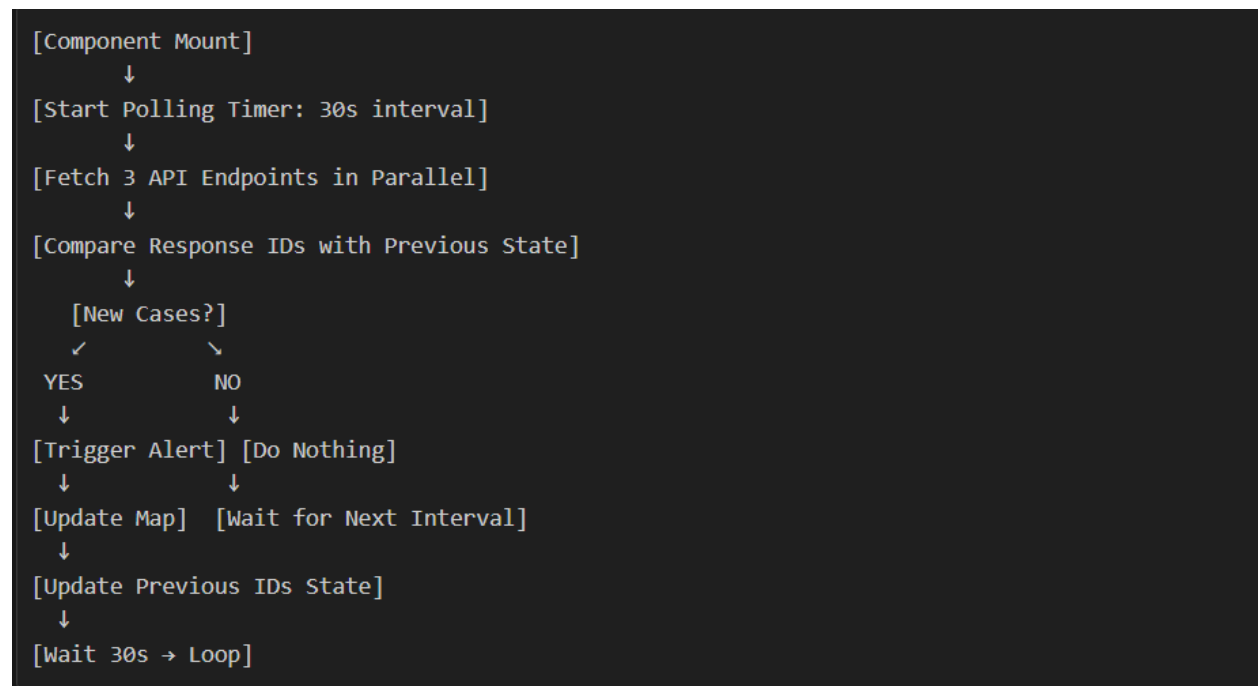 [Component Mount]
↓
[Start Polling Timer: 30s interval]
↓
[Fetch 3 API Endpoints in Parallel]
↓
[Compare Response IDs with Previous State]
↓
[New Cases?]
↙ ↘
YES NO
↓ ↓
[Trigger Alert] [Do Nothing]
↓ ↓
[Update Map] [Wait for Next Interval]
↓
[Update Previous IDs State]
↓
[Wait 30s → Loop]